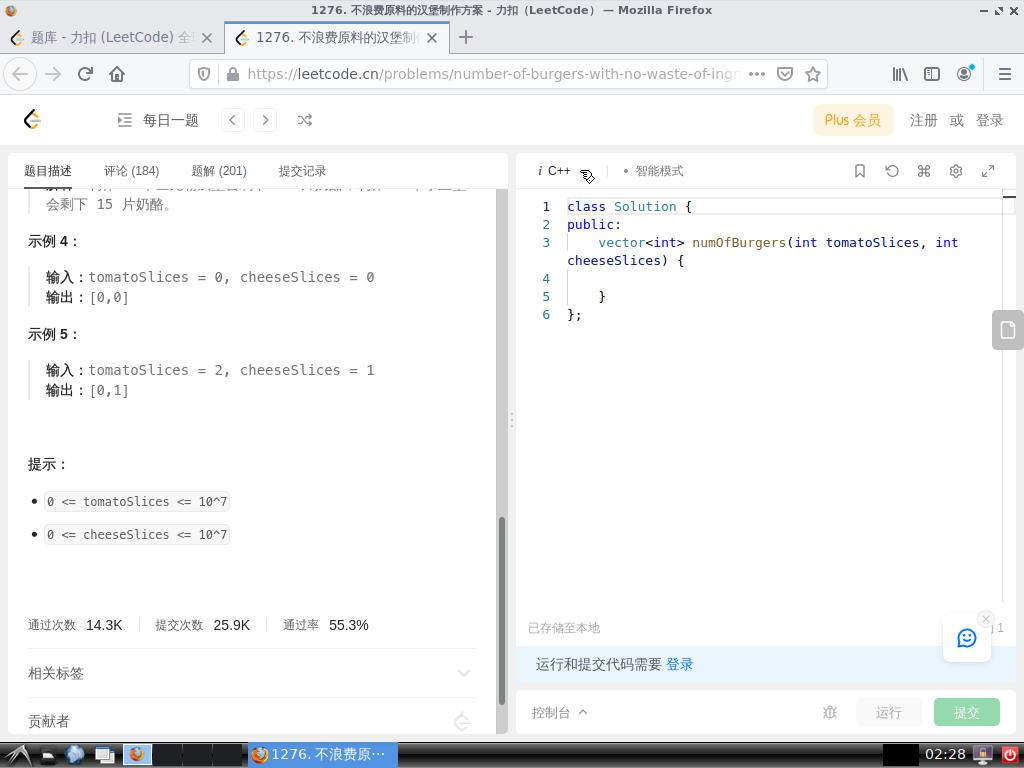 1276. 不浪费原料的汉堡制作方案 - 力扣（LeetCode） — Mozilla Firefox
题库 - 力扣 (LeetCode) 全
1276. 不浪费原料的汉堡制
https://leetcode.cn/problems/number-of-burgers-with-no-waste-of-ingr
每日一题
Plus 会员
注册 或 登录
题目描述
评论 (184)
题解 (201)
提交记录
会剩下 15 片奶酪。
示例 4：
输入：tomatoSlices = 0, cheeseSlices = 0
输出：[0,0]
示例 5：
输入：tomatoSlices = 2, cheeseSlices = 1
输出：[0,1]
提示：
0 <= tomatoSlices <= 10^7
0 <= cheeseSlices <= 10^7
通过次数 14.3K
提交次数 25.9K
通过率 55.3%
相关标签
贡献者
i C++
智能模式
1 class Solution {
2 public:
3 vector<int> numOfBurgers(int tomatoSlices, int
cheeseSlices) {
4
5 }
6 };
已存储至本地
1
运行和提交代码需要 登录
控制台
运行
提交
1276. 不浪费原···
02:28